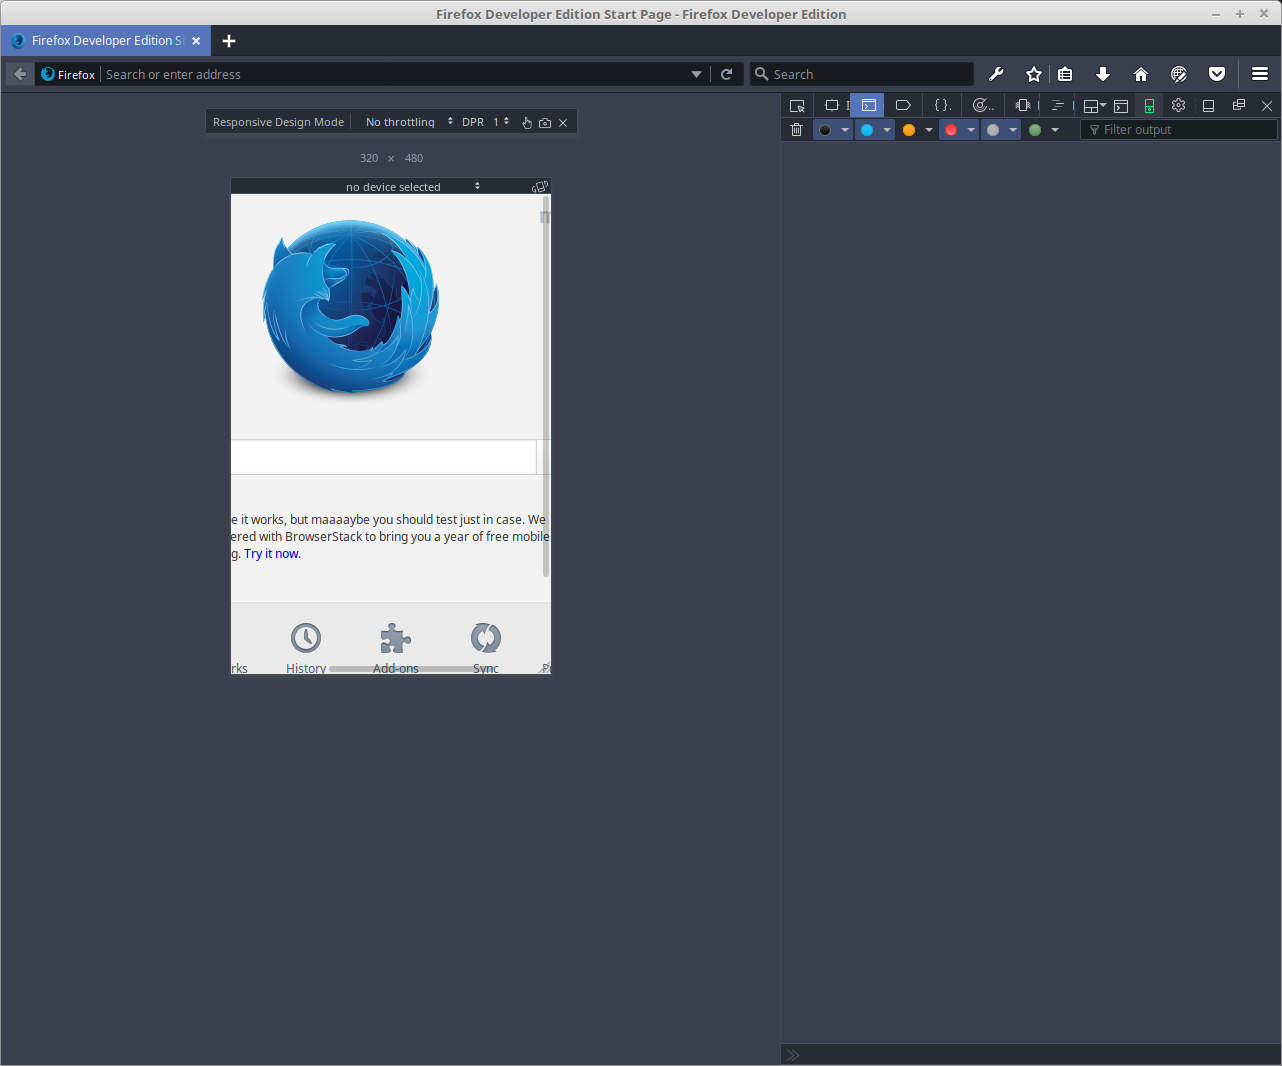 Firefox Developer Edition Start Page - Firefox Developer Edition
Firefox Developer Edition S
Firefox
Search or enter address
Search
Responsive Design Mode
No throttling
DPR 1
Filter output
320 × 480
no device selected
e it works, but maaaaybe you should test just in case. We
ered with BrowserStack to bring you a year of free mobile
g. Try it now.
rks
History
Add-ons
Sync